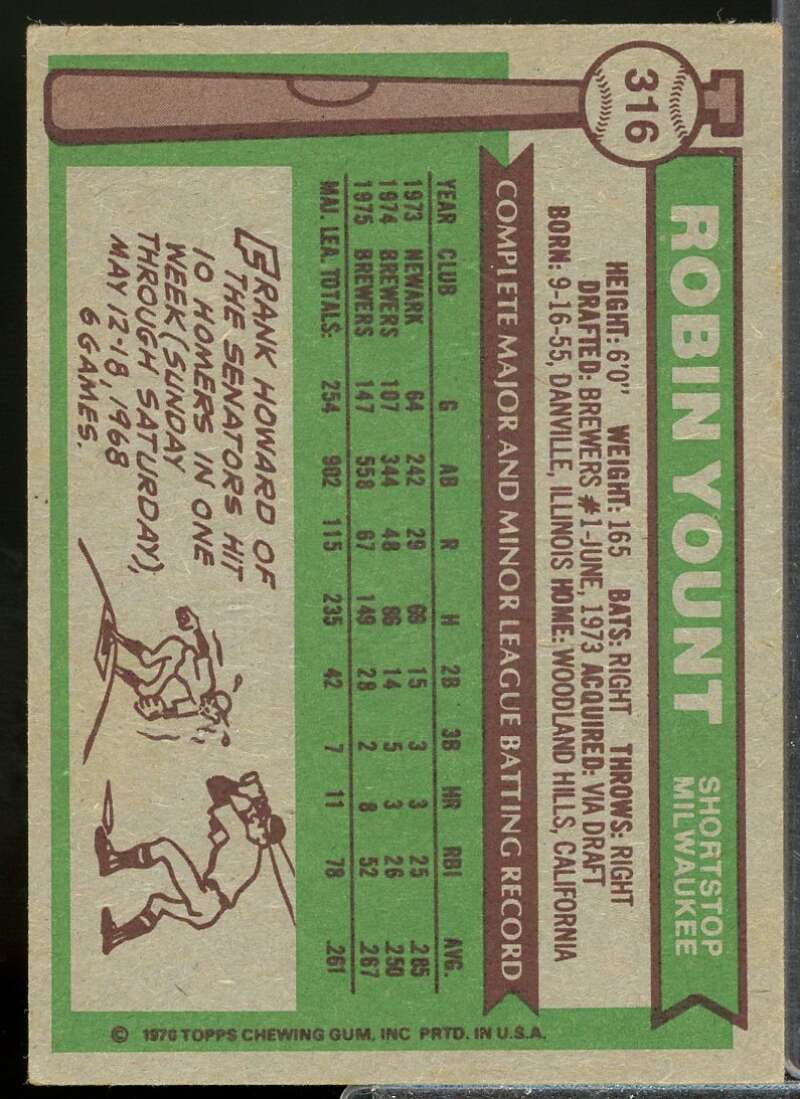 316
ROBIN YOUNT
SHORTSTOP
MILWAUKEE
HEIGHT: 6'0" WEIGHT: 165 BATS: RIGHT THROWS: RIGHT
DRAFTED: BREWERS #1-JUNE, 1973 ACQUIRED: VIA DRAFT
BORN: 9-16-55, DANVILLE, ILLINOIS HOME: WOODLAND HILLS, CALIFORNIA
COMPLETE MAJOR AND MINOR LEAGUE BATTING RECORD
YEAR CLUB G AB R H 2B 3B HR RBI AVG.
1973 NEWARK 64 242 29 69 15 3 3 25 .285
1974 BREWERS 107 344 48 86 14 5 3 26 .250
1975 BREWERS 147 558 67 149 28 2 8 52 .267
MAJ. LEA. TOTALS: 254 902 115 235 42 7 11 78 .261
FRANK HOWARD OF
THE SENATORS HIT
10 HOMERS IN ONE
WEEK (SUNDAY
THROUGH SATURDAY),
MAY 12-18, 1968
6 GAMES.
© 1976 TOPPS CHEWING GUM, INC PRTD. IN U.S.A.